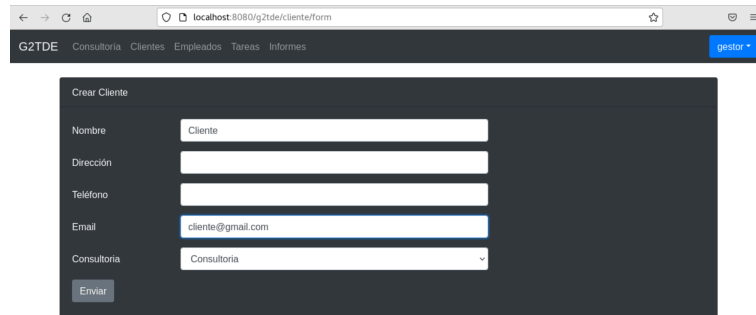 localhost:8080/g2tde/cliente/form
G2TDE Consultoría Clientes Empleados Tareas Informes gestor
Crear Cliente
Nombre Cliente
Dirección
Teléfono
Email cliente@gmail.com
Consultoria Consultoria
Enviar